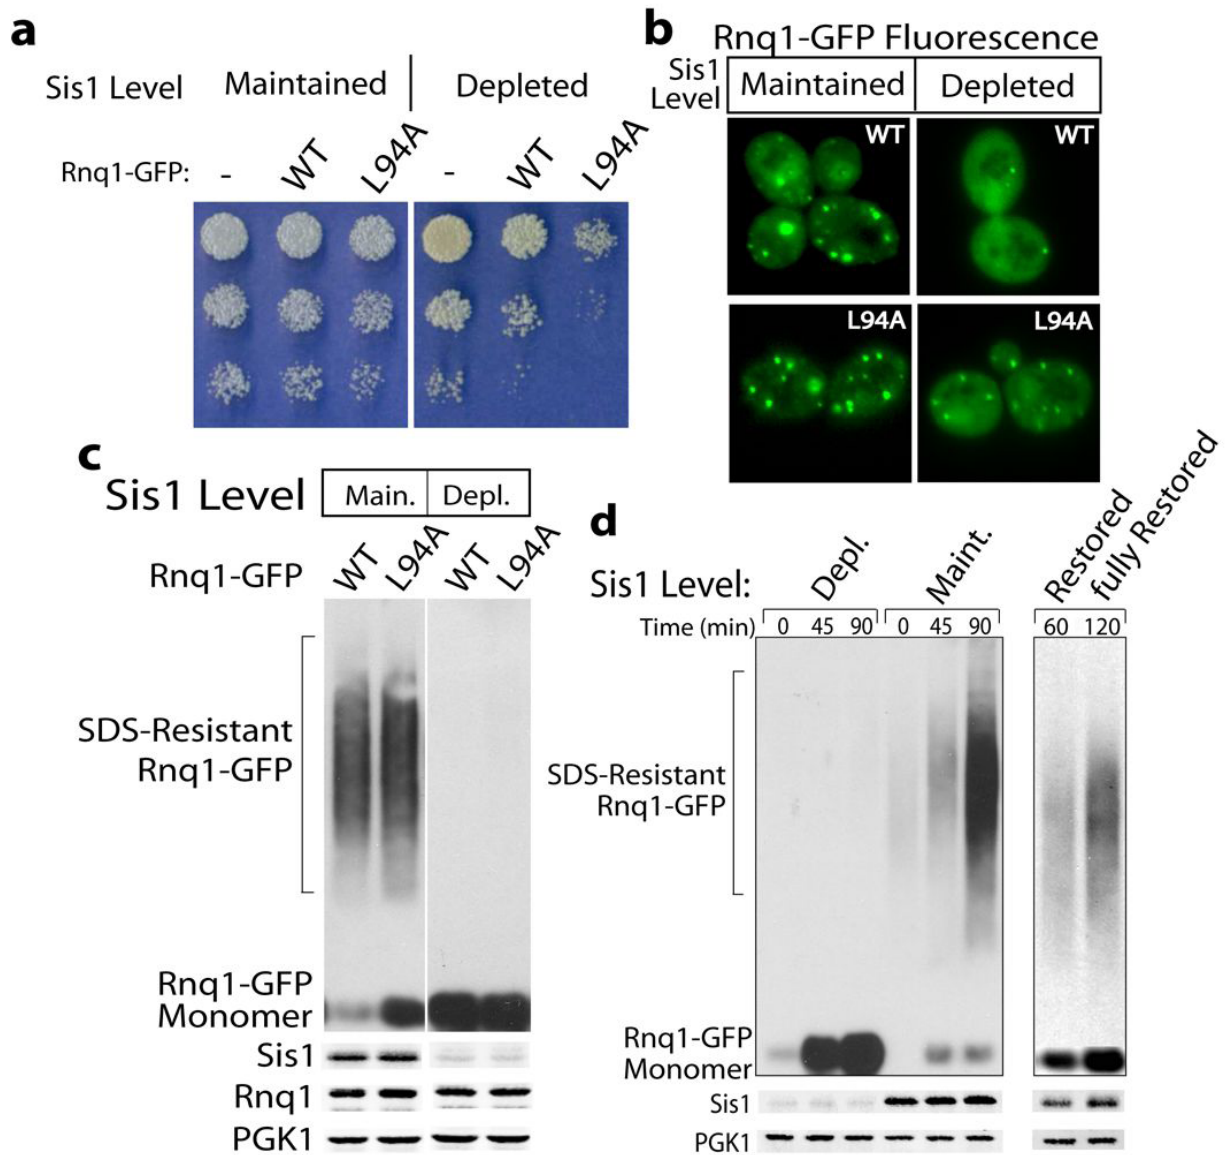 a
Sis1 Level Maintained Depleted
Rnq1-GFP: - WT L94A - WT L94A
b
Rnq1-GFP Fluorescence
Sis1 Level Maintained Depleted
WT WT
L94A L94A
c
Sis1 Level Main. Depl.
Rnq1-GFP WT L94A WT L94A
SDS-Resistant
Rnq1-GFP
Rnq1-GFP
Monomer
Sis1
Rnq1
PGK1
d
Sis1 Level: Depl. Maint. Restored fully Restored
Time (min) 0 45 90 0 45 90 60 120
SDS-Resistant
Rnq1-GFP
Rnq1-GFP
Monomer
Sis1
PGK1